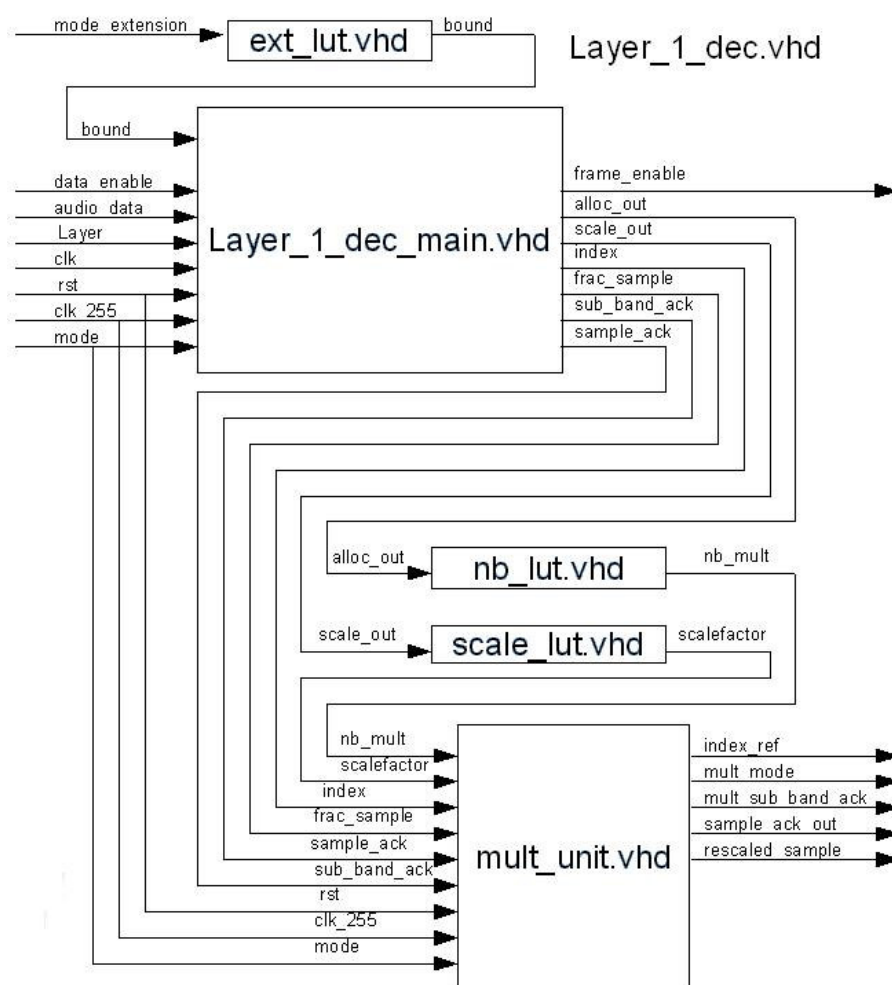 mode_extension
ext_lut.vhd
bound
Layer_1_dec.vhd
bound
data_enable
audio_data
Layer
clk
rst
clk_255
mode
Layer_1_dec_main.vhd
frame_enable
alloc_out
scale_out
index
frac_sample
sub_band_ack
sample_ack
alloc_out
nb_lut.vhd
nb_mult
scale_out
scale_lut.vhd
scalefactor
nb_mult
scalefactor
index
frac_sample
sample_ack
sub_band_ack
rst
clk_255
mode
mult_unit.vhd
index_ref
mult_mode
mult_sub_band_ack
sample_ack_out
rescaled_sample